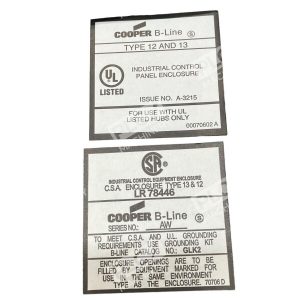 COOPER B-Line
TYPE 12 AND 13
UL
LISTED
INDUSTRIAL CONTROL
PANEL ENCLOSURE
ISSUE NO. A-3215
FOR USE WITH UL
LISTED HUBS ONLY
00070602 A
SA
INDUSTRIAL CONTROL EQUIPMENT ENCLOSURE
C.S.A. ENCLOSURE TYPE 13 & 12
LR 78446
COOPER B-Line
SERIES NO.: AW
TO MEET C.S.A. AND U.L. GROUNDING
REQUIREMENTS USE GROUNDING KIT
B-LINE CATALOG NO.: GLK2
ENCLOSURE OPENINGS ARE TO BE
FILLED BY EQUIPMENT MARKED FOR
USE IN THE SAME ENVIRONMENT
TYPE AS THE ENCLOSURE. 70706 D